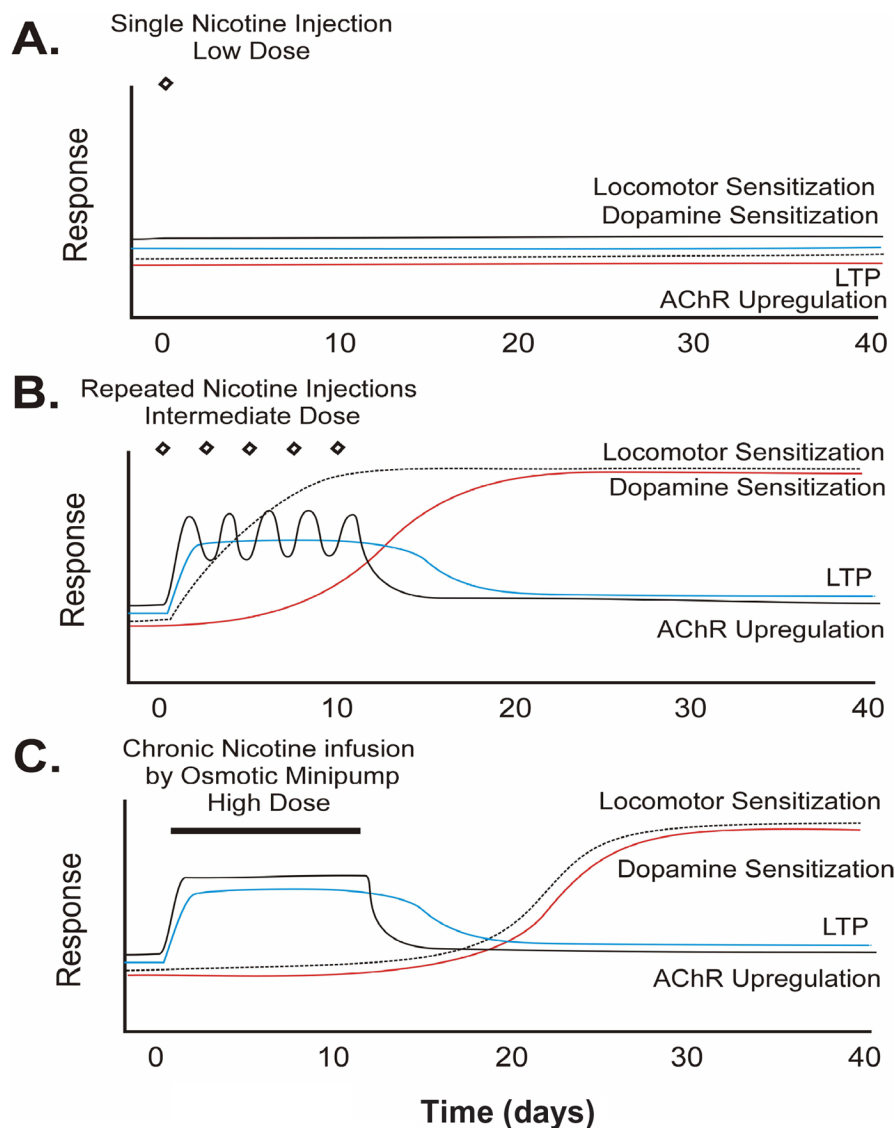 A.
Single Nicotine Injection
Low Dose
Response
Locomotor Sensitization
Dopamine Sensitization
LTP
AChR Upregulation
0 10 20 30 40
B.
Repeated Nicotine Injections
Intermediate Dose
Response
Locomotor Sensitization
Dopamine Sensitization
LTP
AChR Upregulation
0 10 20 30 40
C.
Chronic Nicotine infusion
by Osmotic Minipump
High Dose
Response
Locomotor Sensitization
Dopamine Sensitization
LTP
AChR Upregulation
0 10 20 30 40
Time (days)